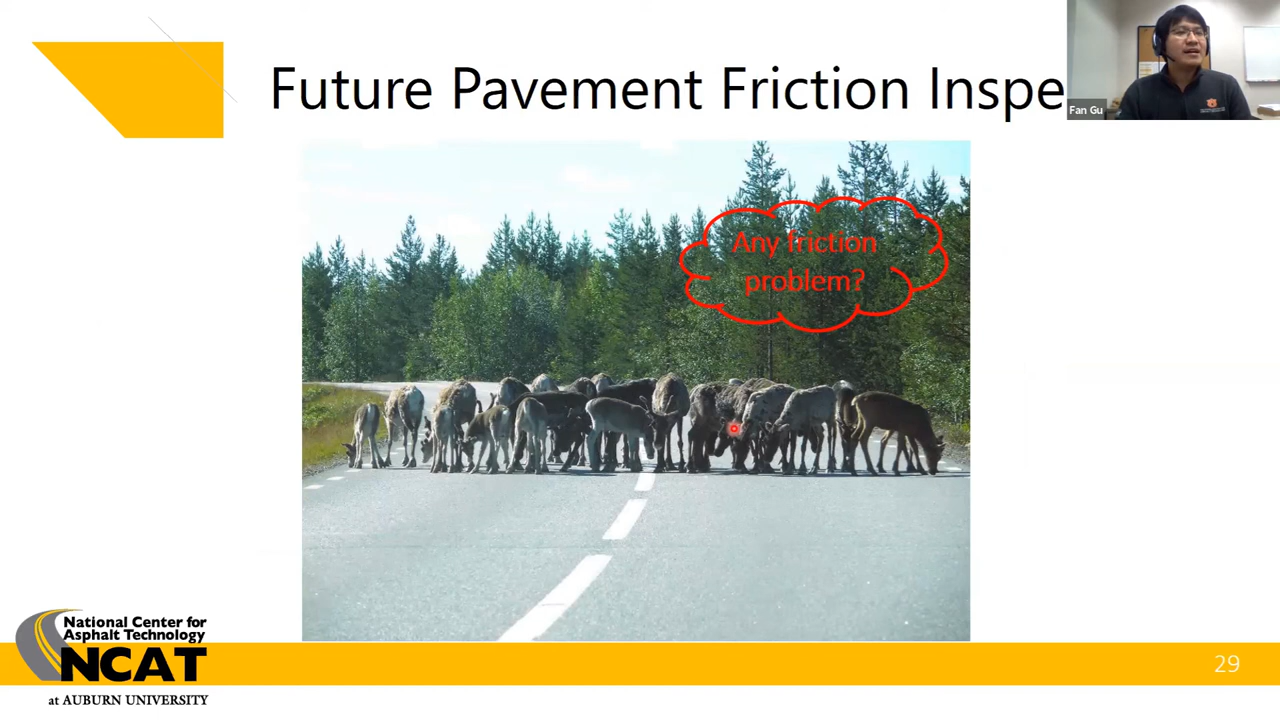 Future Pavement Friction Inspe
Fan Gu
Any friction
problem?
National Center for
Asphalt Technology
NCAT
at AUBURN UNIVERSITY
29